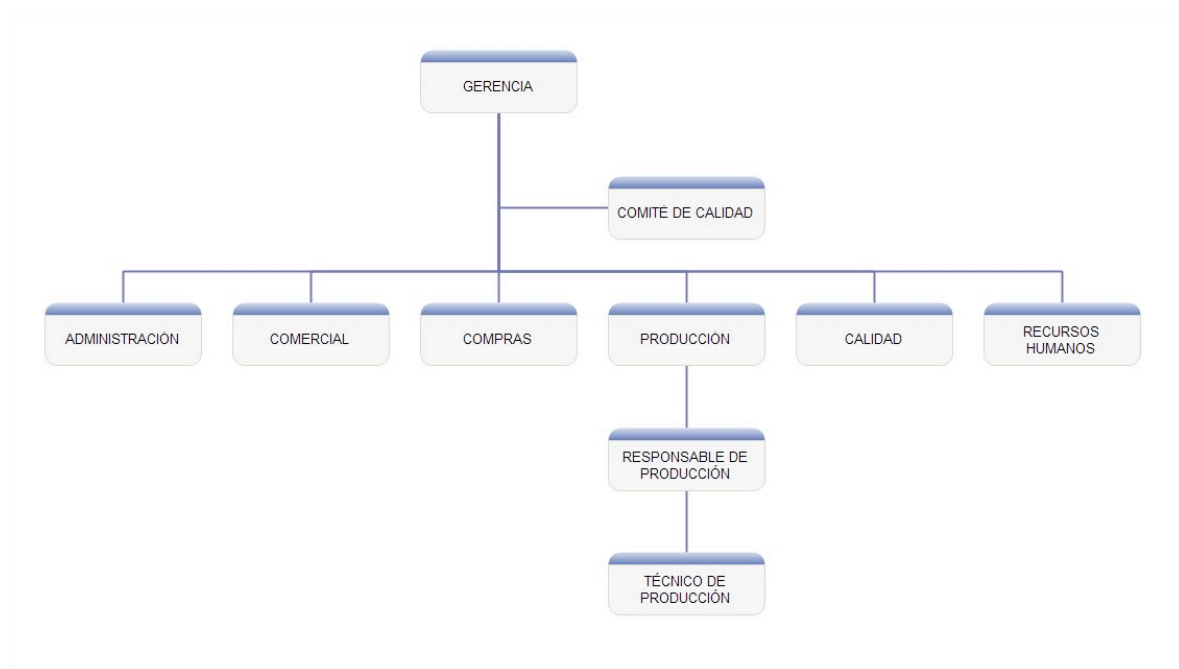 GERENCIA
COMITÉ DE CALIDAD
ADMINISTRACIÓN
COMERCIAL
COMPRAS
PRODUCCIÓN
CALIDAD
RECURSOS
HUMANOS
RESPONSABLE DE
PRODUCCIÓN
TÉCNICO DE
PRODUCCIÓN